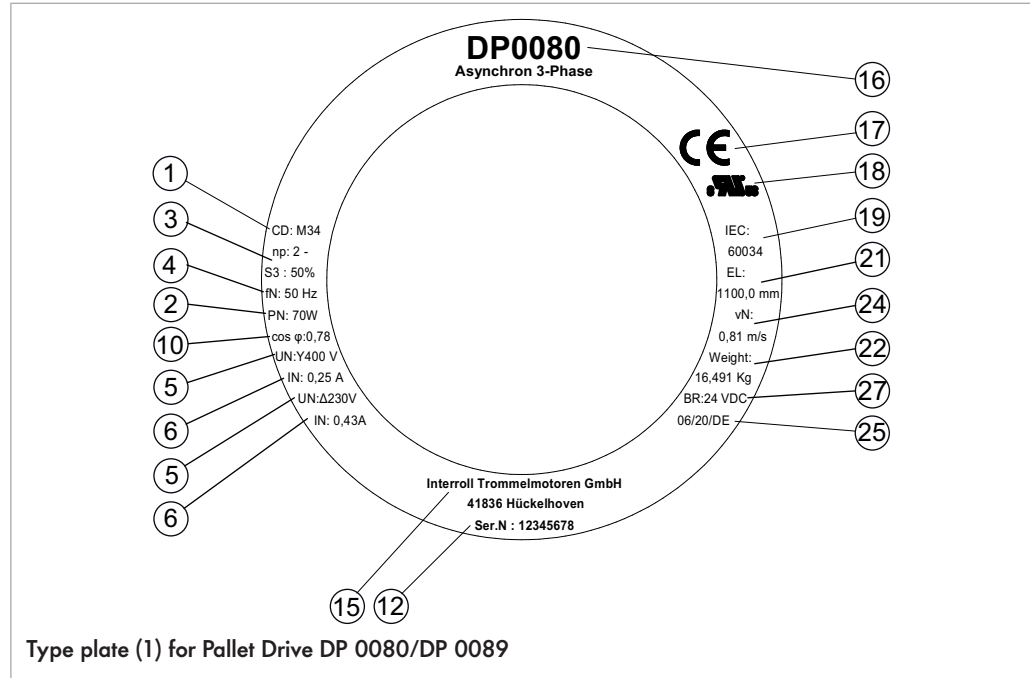 DP0080
Asynchron 3-Phase
16
CE
17
c UR us
18
1
CD: M34
3
np: 2 -
S3 : 50%
4
fN: 50 Hz
2
PN: 70W
10
cos φ:0,78
5
UN:Y400 V
6
IN: 0,25 A
5
UN:Δ230V
6
IN: 0,43A
IEC:
60034
19
EL:
1100,0 mm
21
vN:
0,81 m/s
24
Weight:
16,491 Kg
22
BR:24 VDC
27
06/20/DE
25
Interroll Trommelmotoren GmbH
41836 Hückelhoven
Ser.N : 12345678
15
12
Type plate (1) for Pallet Drive DP 0080/DP 0089